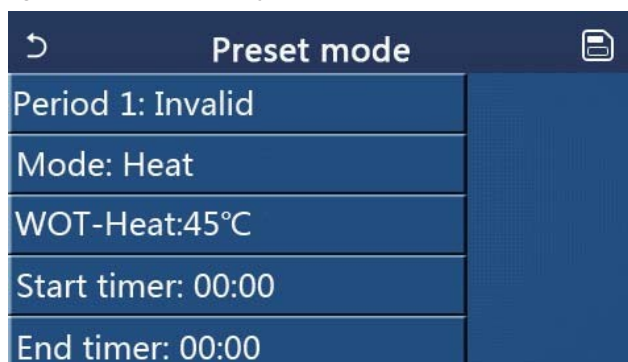 Preset mode
Period 1: Invalid
Mode: Heat
WOT-Heat:45℃
Start timer: 00:00
End timer: 00:00